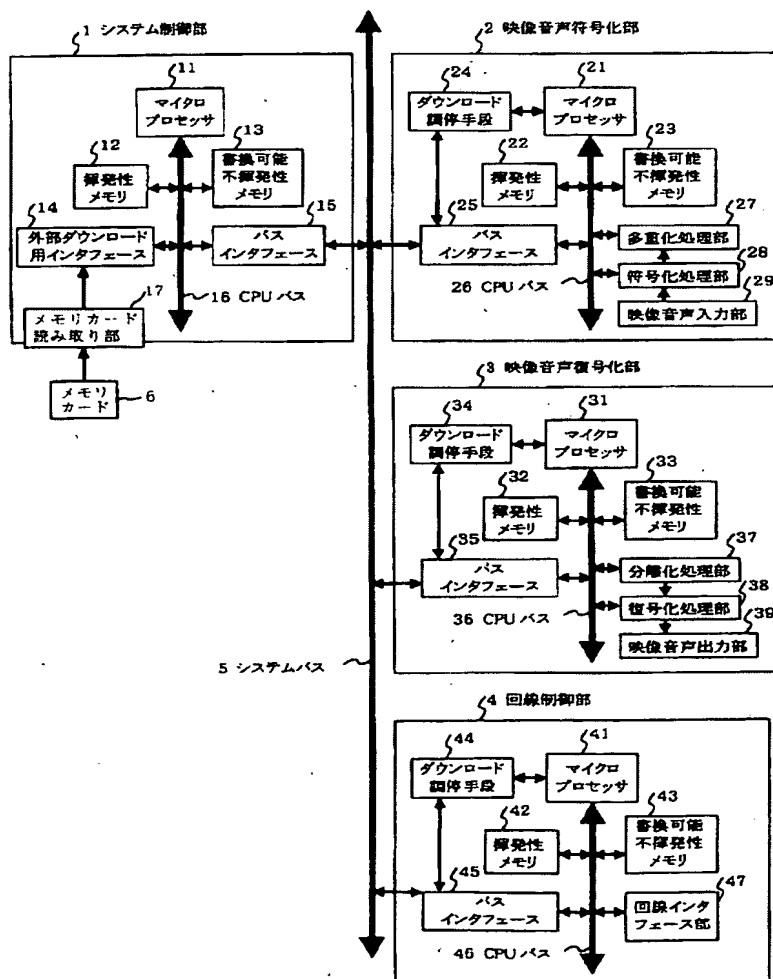 1 システム制御部
11
マイクロ
プロセッサ
12
揮発性
メモリ
13
書換可能
不揮発性
メモリ
14
外部ダウンロード
用インタフェース
15
バス
インタフェース
16 CPU バス
17
メモリカード
読み取り部
メモリ
カード
6
2 映像音声符号化部
24
ダウンロード
調停手段
21
マイクロ
プロセッサ
22
揮発性
メモリ
23
書換可能
不揮発性
メモリ
25
バス
インタフェース
27
多重化処理部
28
符号化処理部
29
映像音声入力部
26 CPU バス
3 映像音声復号化部
34
ダウンロード
調停手段
31
マイクロ
プロセッサ
32
揮発性
メモリ
33
書換可能
不揮発性
メモリ
35
バス
インタフェース
37
分離化処理部
38
復号化処理部
39
映像音声出力部
36 CPU バス
5 システムバス
4 回線制御部
44
ダウンロード
調停手段
41
マイクロ
プロセッサ
42
揮発性
メモリ
43
書換可能
不揮発性
メモリ
45
バス
インタフェース
47
回線インタ
フェース部
46 CPU バス